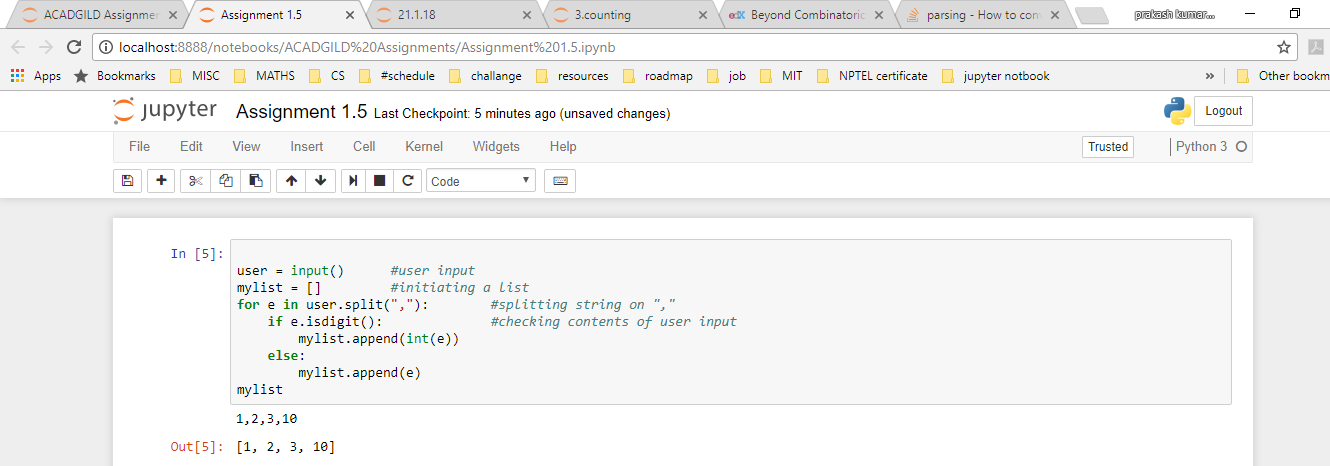 ACADGILD Assignmen
Assignment 1.5
21.1.18
3.counting
edX Beyond Combinatoric
parsing - How to con
prakash kumar...
localhost:8888/notebooks/ACADGILD%20Assignments/Assignment%201.5.ipynb
Apps Bookmarks MISC MATHS CS #schedule challange resources roadmap job MIT NPTEL certificate jupyter notbook » Other bookm
jupyter Assignment 1.5 Last Checkpoint: 5 minutes ago (unsaved changes) Logout
File Edit View Insert Cell Kernel Widgets Help Trusted Python 3
Code
In [5]:
user = input()      #user input
mylist = []         #initiating a list
for e in user.split(","):        #splitting string on ","
    if e.isdigit():              #checking contents of user input
        mylist.append(int(e))
    else:
        mylist.append(e)
mylist
1,2,3,10
Out[5]: [1, 2, 3, 10]